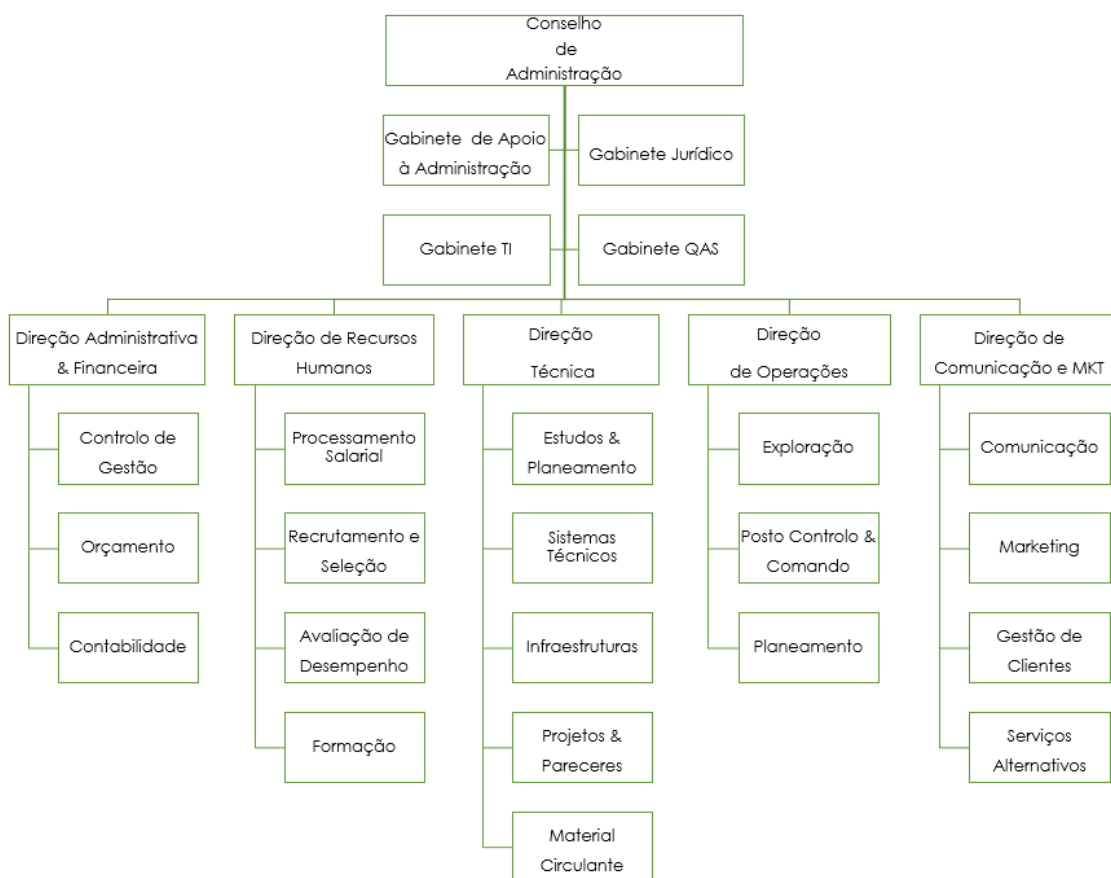 Conselho
de
Administração
Gabinete de Apoio
à Administração
Gabinete Jurídico
Gabinete TI
Gabinete QAS
Direção Administrativa
& Financeira
Controlo de
Gestão
Orçamento
Contabilidade
Direção de Recursos
Humanos
Processamento
Salarial
Recrutamento e
Seleção
Avaliação de
Desempenho
Formação
Direção
Técnica
Estudos &
Planeamento
Sistemas
Técnicos
Infraestruturas
Projetos &
Pareceres
Material
Circulante
Direção
de Operações
Exploração
Posto Controlo &
Comando
Planeamento
Direção de
Comunicação e MKT
Comunicação
Marketing
Gestão de
Clientes
Serviços
Alternativos